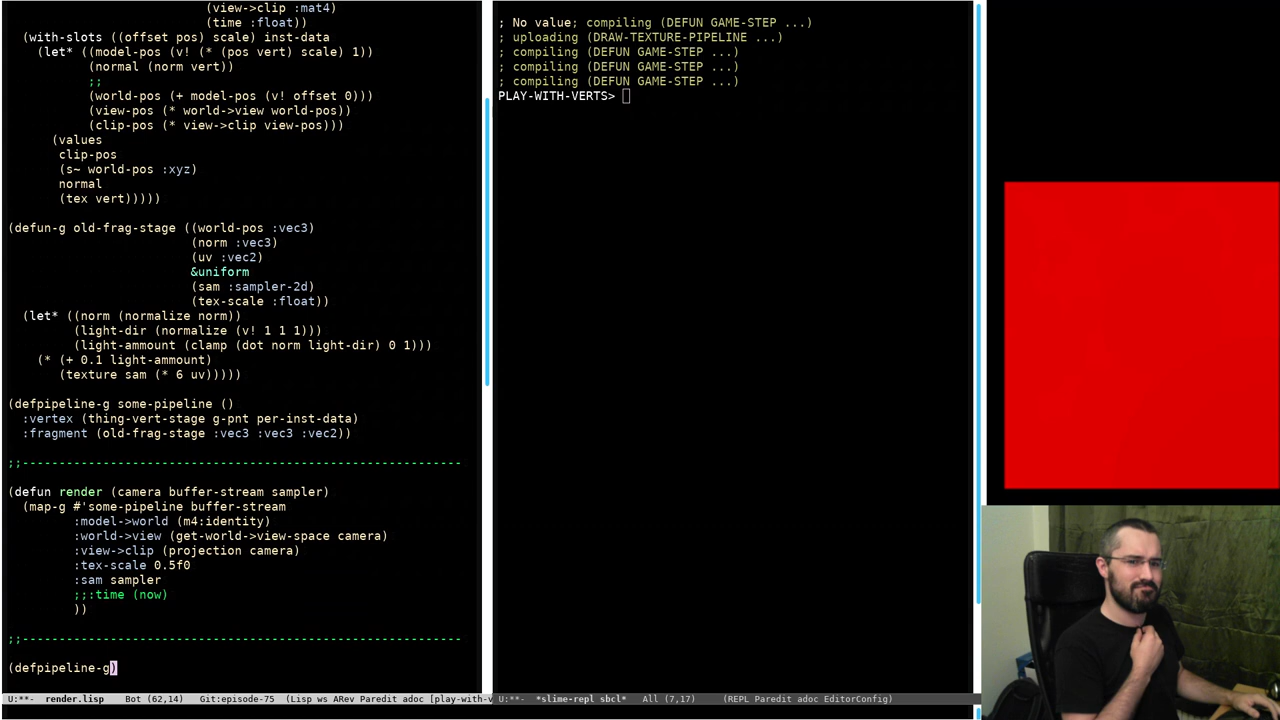 (view->clip :mat4)
(time :float))
(with-slots ((offset pos) scale) inst-data
(let* ((model-pos (v! (* (pos vert) scale) 1))
(normal (norm vert))
;;
(world-pos (+ model-pos (v! offset 0)))
(view-pos (* world->view world-pos))
(clip-pos (* view->clip view-pos)))
(values
clip-pos
(s~ world-pos :xyz)
normal
(tex vert)))))
(defun-g old-frag-stage ((world-pos :vec3)
(norm :vec3)
(uv :vec2)
&uniform
(sam :sampler-2d)
(tex-scale :float))
(let* ((norm (normalize norm))
(light-dir (normalize (v! 1 1 1)))
(light-ammount (clamp (dot norm light-dir) 0 1)))
(* (+ 0.1 light-ammount)
(texture sam (* 6 uv)))))
(defpipeline-g some-pipeline ()
:vertex (thing-vert-stage g-pnt per-inst-data)
:fragment (old-frag-stage :vec3 :vec3 :vec2))
;;------------------------------------------------------------
(defun render (camera buffer-stream sampler)
(map-g #'some-pipeline buffer-stream
:model->world (m4:identity)
:world->view (get-world->view-space camera)
:view->clip (projection camera)
:tex-scale 0.5f0
:sam sampler
;;:time (now)
))
;;------------------------------------------------------------
(defpipeline-g)
U:**- render.lisp Bot (62,14) Git:episode-75 (Lisp ws ARev Paredit adoc [play-with-v
; No value; compiling (DEFUN GAME-STEP ...)
; uploading (DRAW-TEXTURE-PIPELINE ...)
; compiling (DEFUN GAME-STEP ...)
; compiling (DEFUN GAME-STEP ...)
; compiling (DEFUN GAME-STEP ...)
PLAY-WITH-VERTS>
U:**- *slime-repl sbcl* All (7,17) (REPL Paredit adoc EditorConfig)